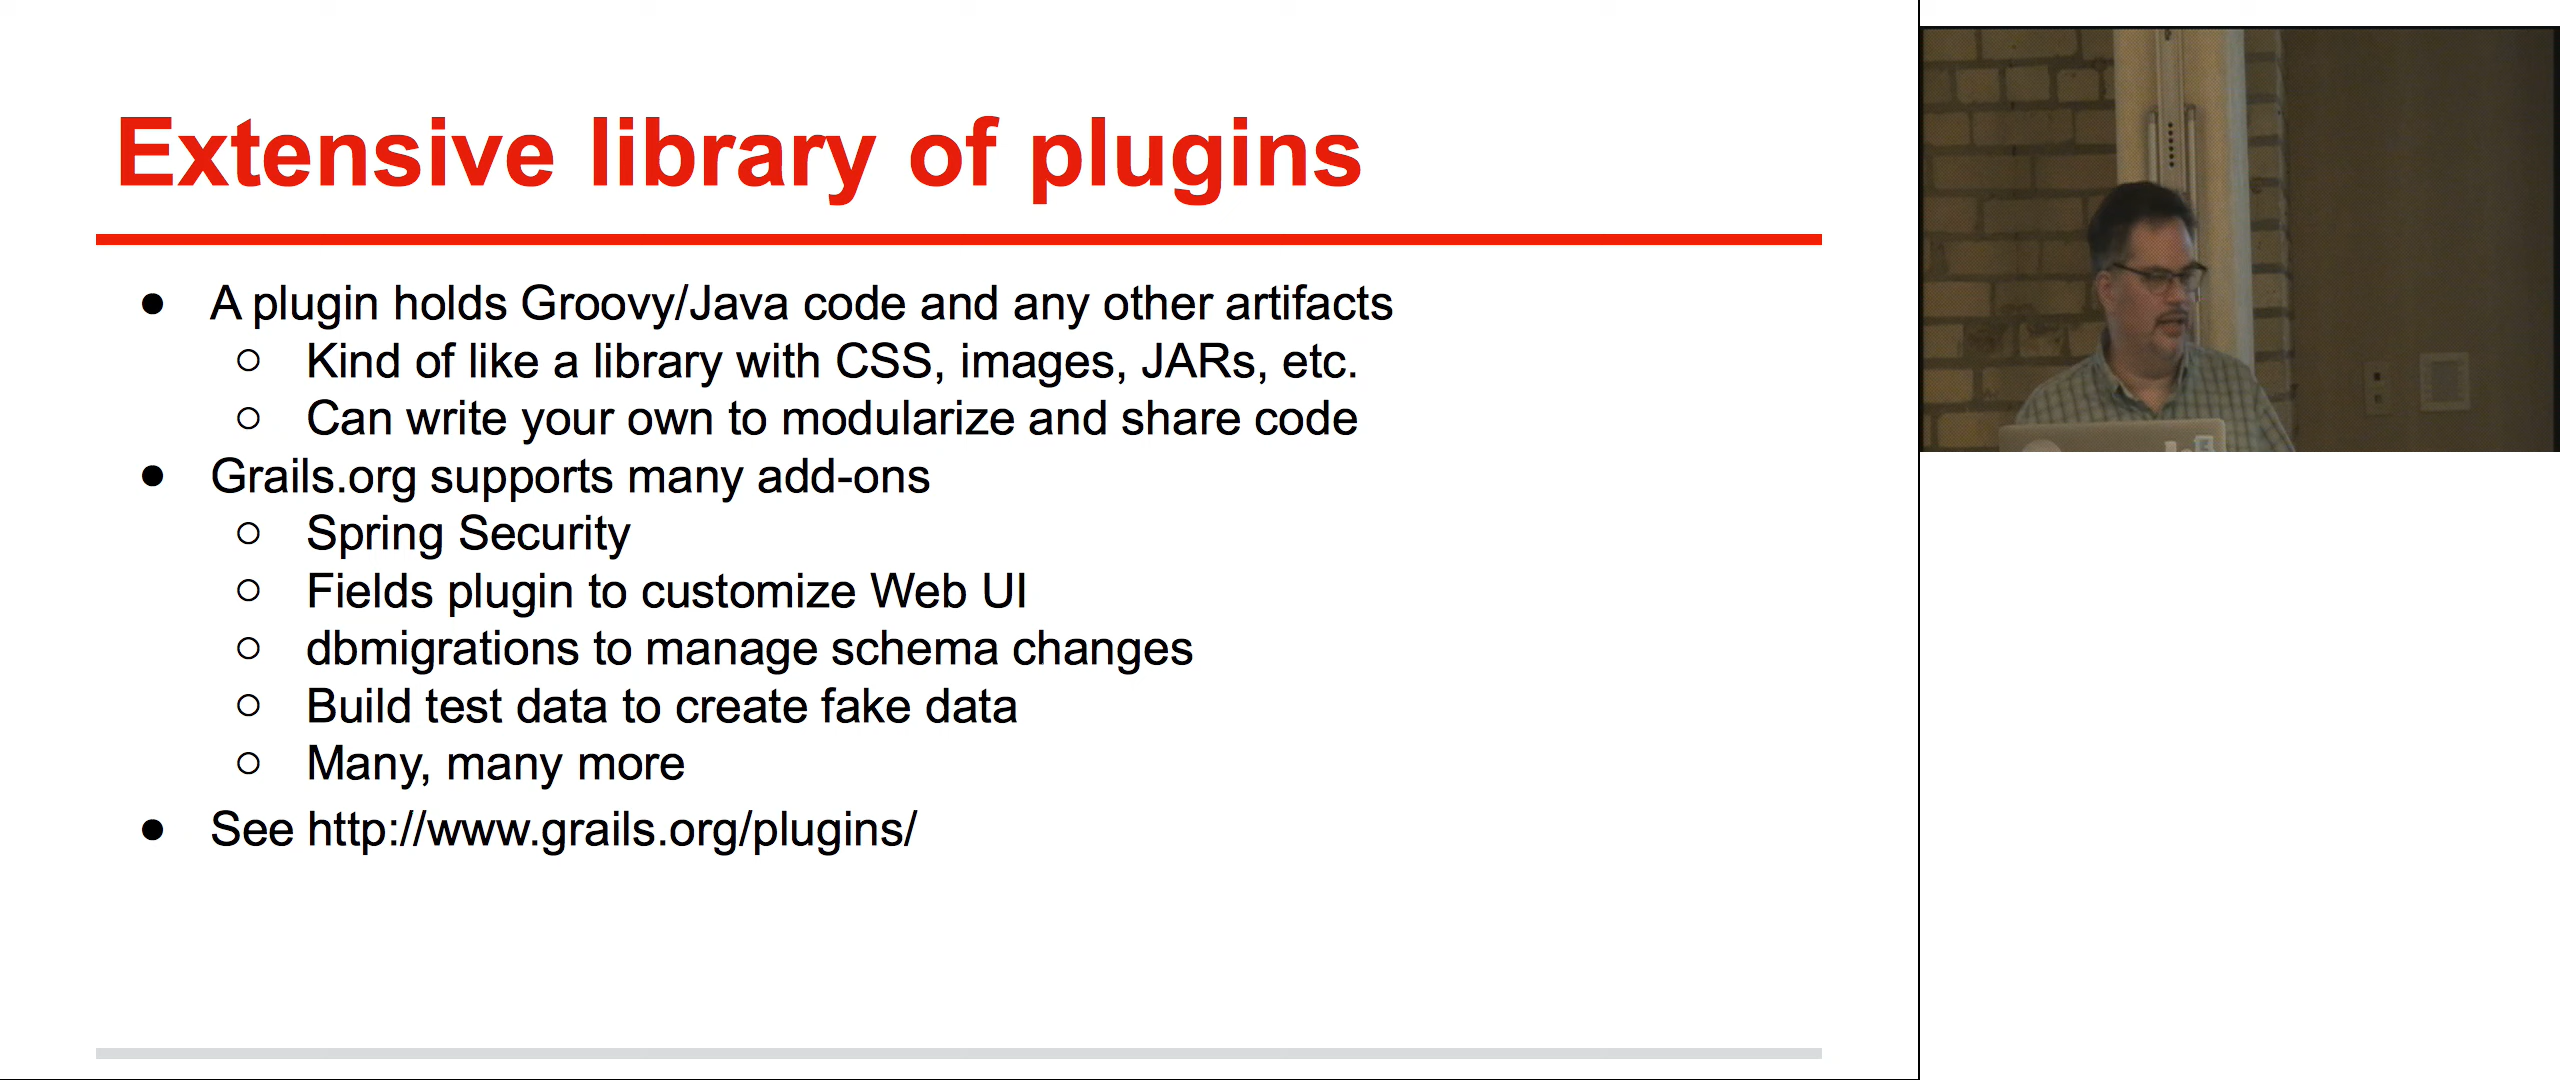 Extensive library of plugins
● A plugin holds Groovy/Java code and any other artifacts
○ Kind of like a library with CSS, images, JARs, etc.
○ Can write your own to modularize and share code
● Grails.org supports many add-ons
○ Spring Security
○ Fields plugin to customize Web UI
○ dbmigrations to manage schema changes
○ Build test data to create fake data
○ Many, many more
● See http://www.grails.org/plugins/